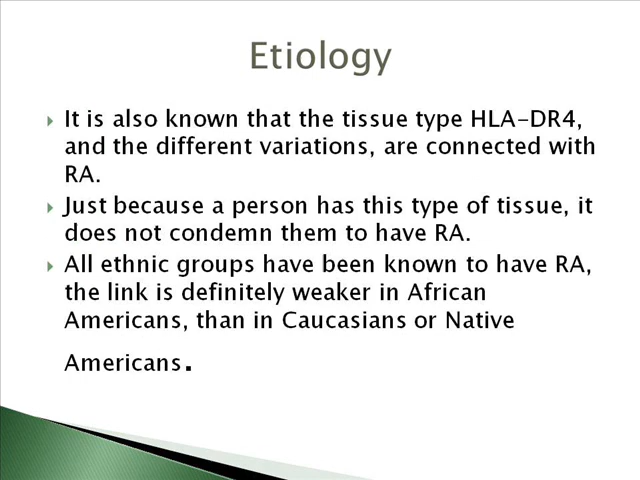 Etiology
It is also known that the tissue type HLA-DR4,
and the different variations, are connected with
RA.
Just because a person has this type of tissue, it
does not condemn them to have RA.
All ethnic groups have been known to have RA,
the link is definitely weaker in African
Americans, than in Caucasians or Native
Americans.